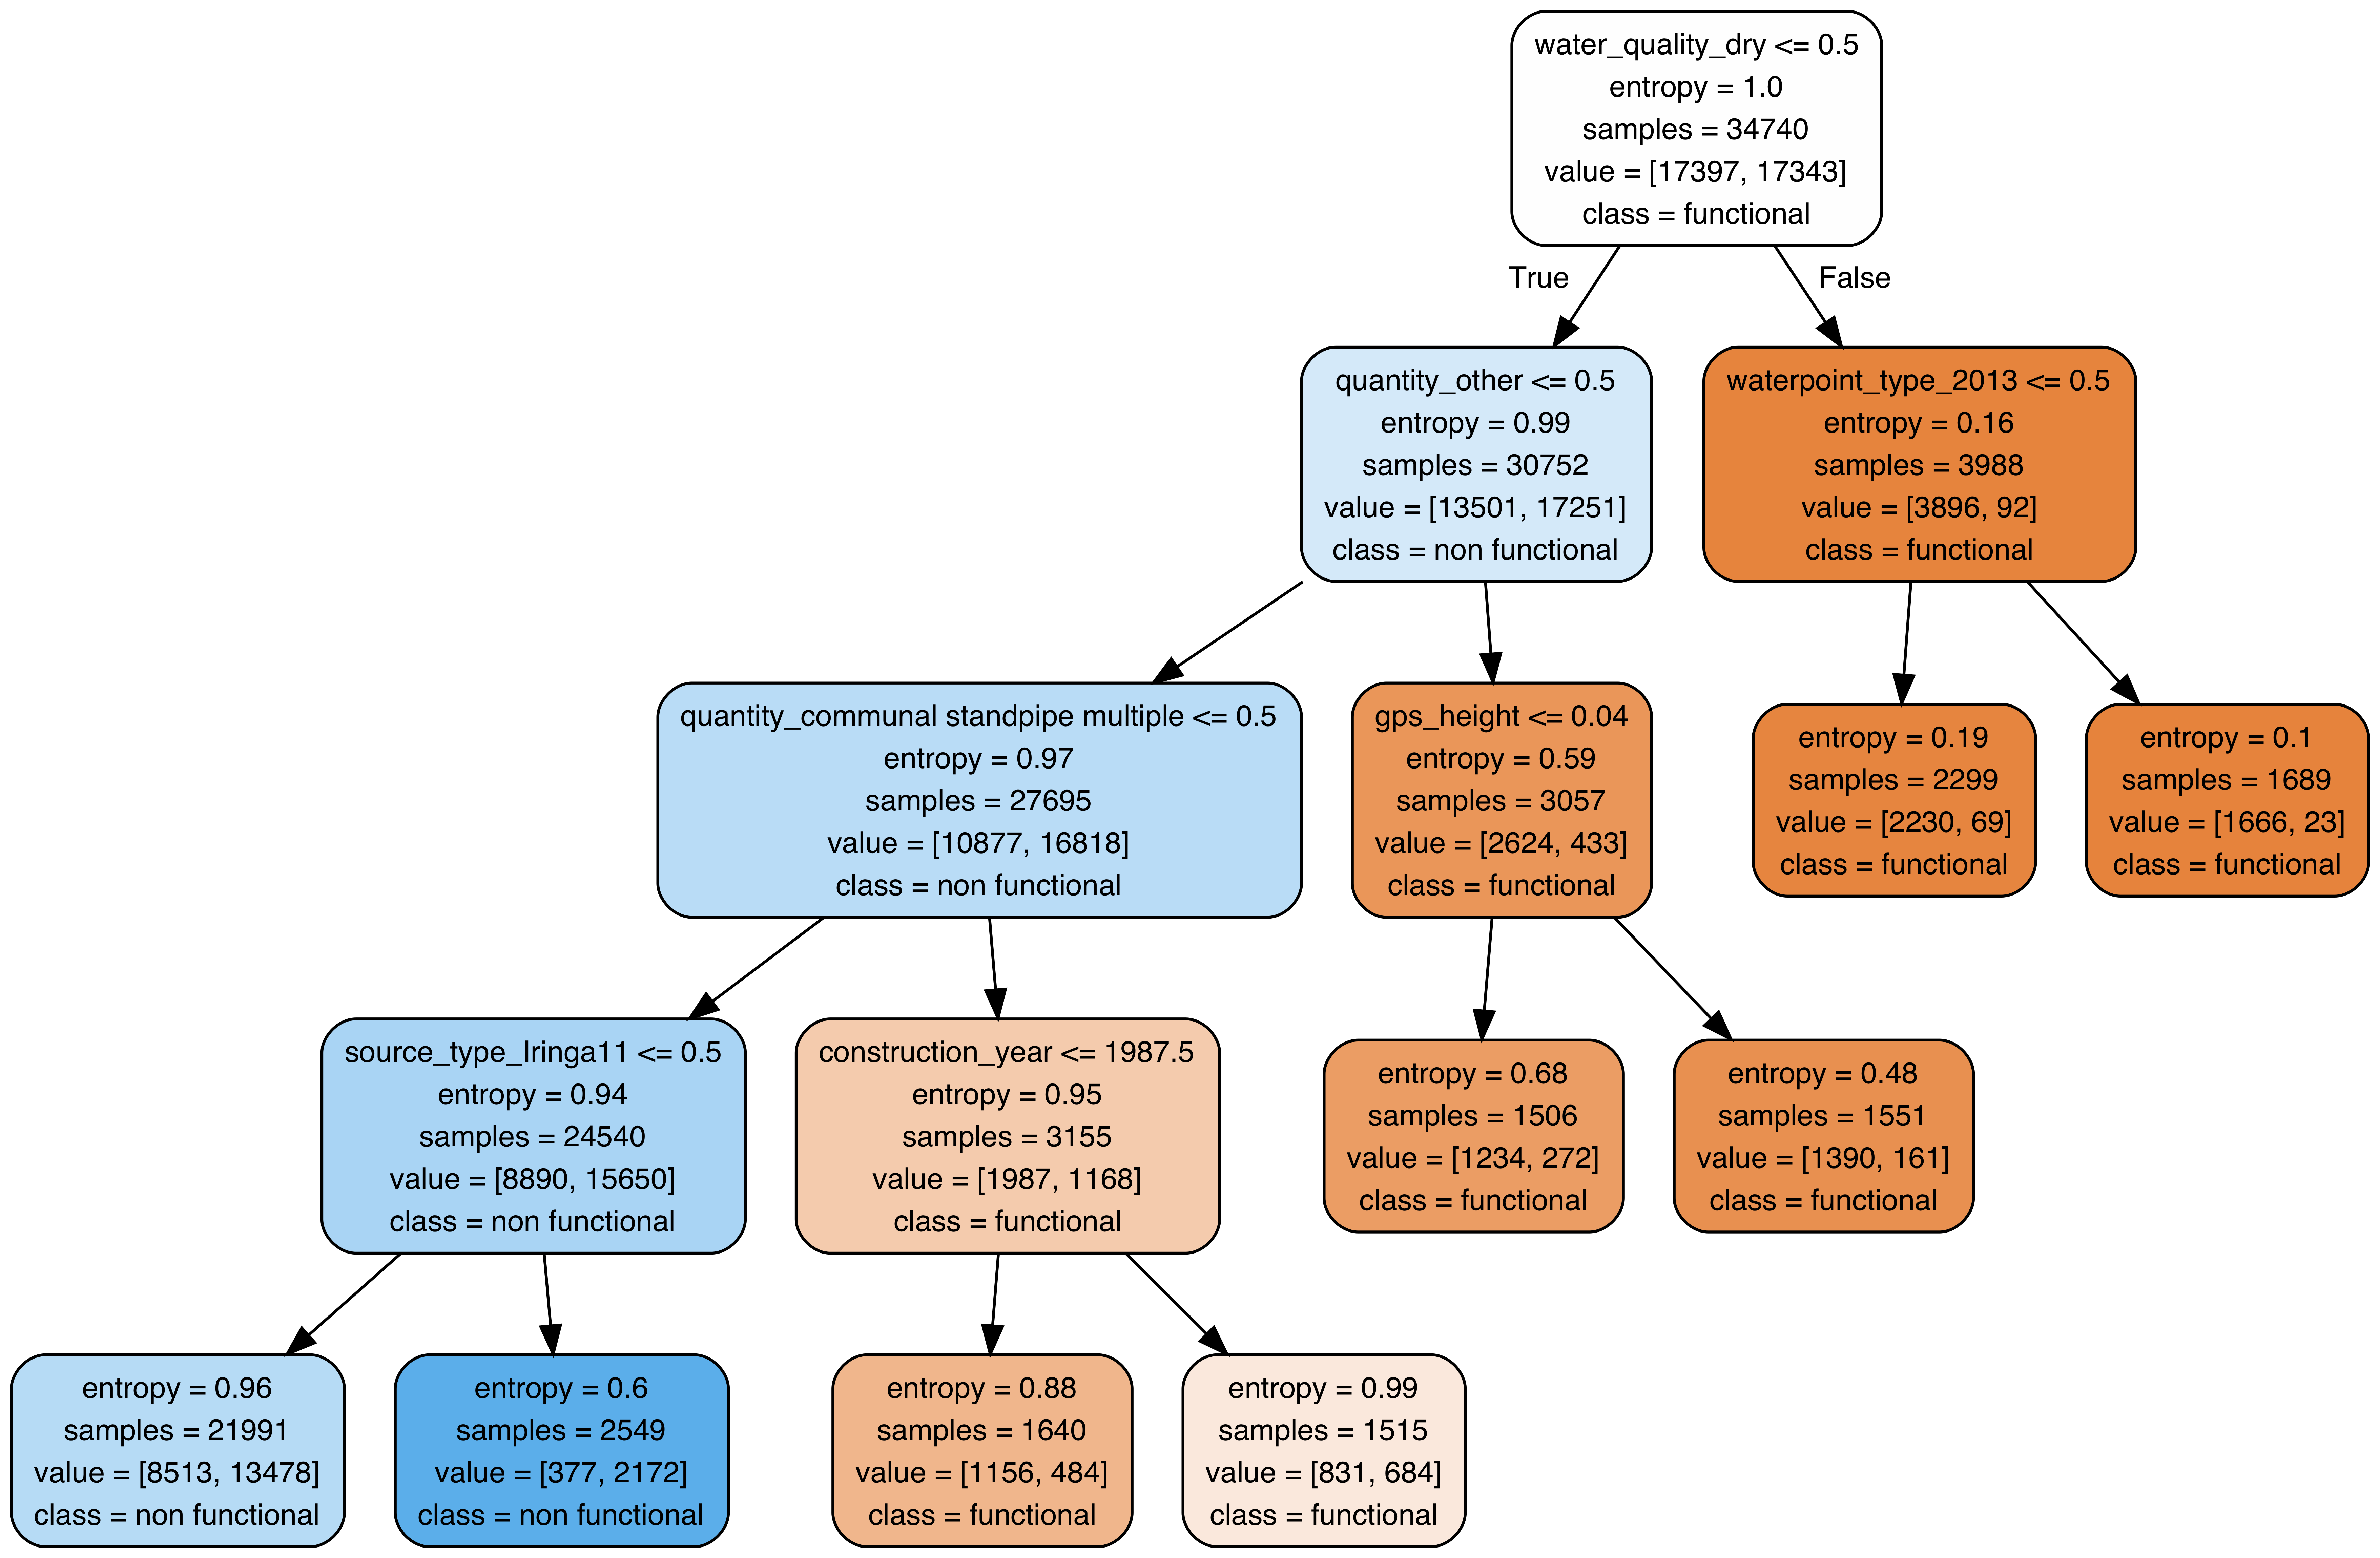 water_quality_dry <= 0.5
entropy = 1.0
samples = 34740
value = [17397, 17343]
class = functional
True
False
quantity_other <= 0.5
entropy = 0.99
samples = 30752
value = [13501, 17251]
class = non functional
waterpoint_type_2013 <= 0.5
entropy = 0.16
samples = 3988
value = [3896, 92]
class = functional
quantity_communal standpipe multiple <= 0.5
entropy = 0.97
samples = 27695
value = [10877, 16818]
class = non functional
gps_height <= 0.04
entropy = 0.59
samples = 3057
value = [2624, 433]
class = functional
entropy = 0.19
samples = 2299
value = [2230, 69]
class = functional
entropy = 0.1
samples = 1689
value = [1666, 23]
class = functional
source_type_Iringa11 <= 0.5
entropy = 0.94
samples = 24540
value = [8890, 15650]
class = non functional
construction_year <= 1987.5
entropy = 0.95
samples = 3155
value = [1987, 1168]
class = functional
entropy = 0.68
samples = 1506
value = [1234, 272]
class = functional
entropy = 0.48
samples = 1551
value = [1390, 161]
class = functional
entropy = 0.96
samples = 21991
value = [8513, 13478]
class = non functional
entropy = 0.6
samples = 2549
value = [377, 2172]
class = non functional
entropy = 0.88
samples = 1640
value = [1156, 484]
class = functional
entropy = 0.99
samples = 1515
value = [831, 684]
class = functional